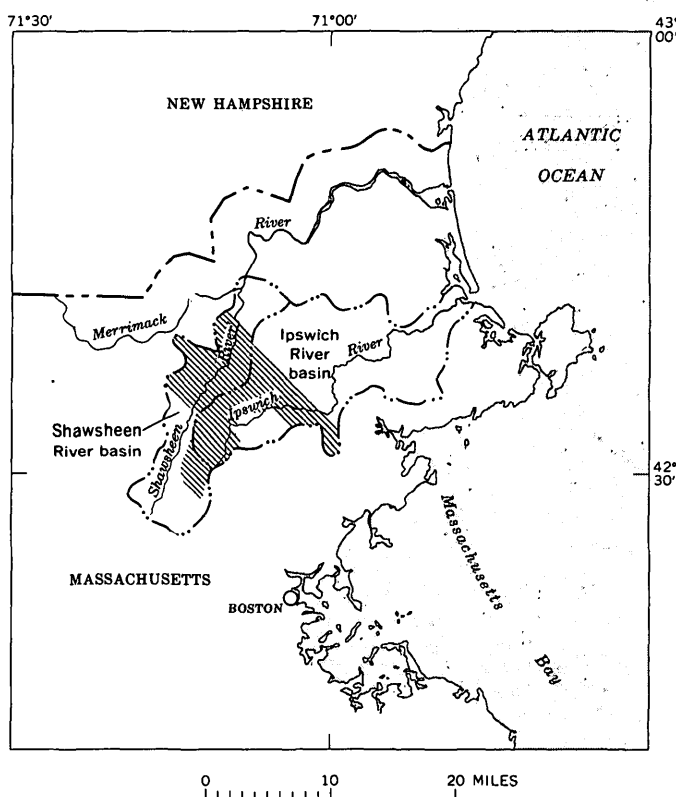 71°30'
71°00'
43°
00'
NEW HAMPSHIRE
ATLANTIC
OCEAN
River
Merrimack
River
Ipswich
River
basin
River
Ipswich
Shawsheen
River basin
Shawsheen
42°
30'
Massachusetts
Bay
MASSACHUSETTS
BOSTON
0 10 20 MILES